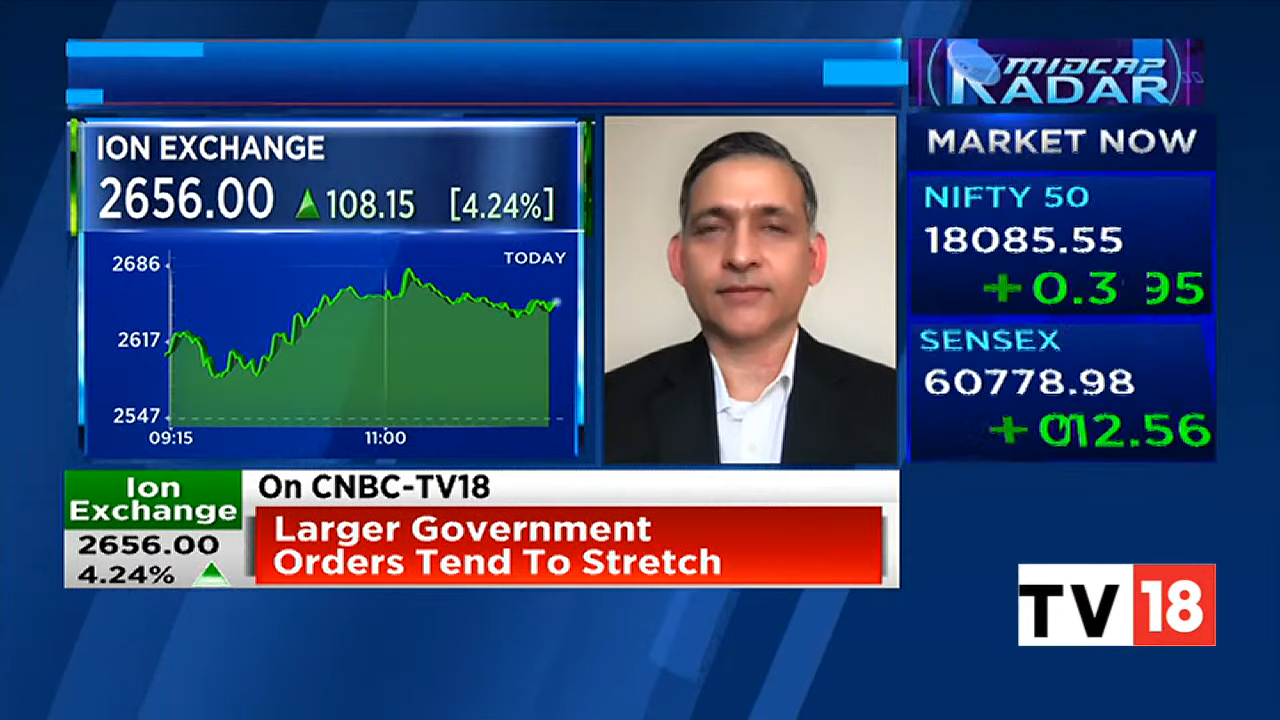 MIDCAP
RADAR
ION EXCHANGE
2656.00 ▲ 108.15 [4.24%]
TODAY
2686
2617
2547
09:15 11:00
MARKET NOW
NIFTY 50
18085.55
SENSEX
60778.98
Ion
Exchange
2656.00
4.24% ▲
On CNBC-TV18
Larger Government
Orders Tend To Stretch
TV18